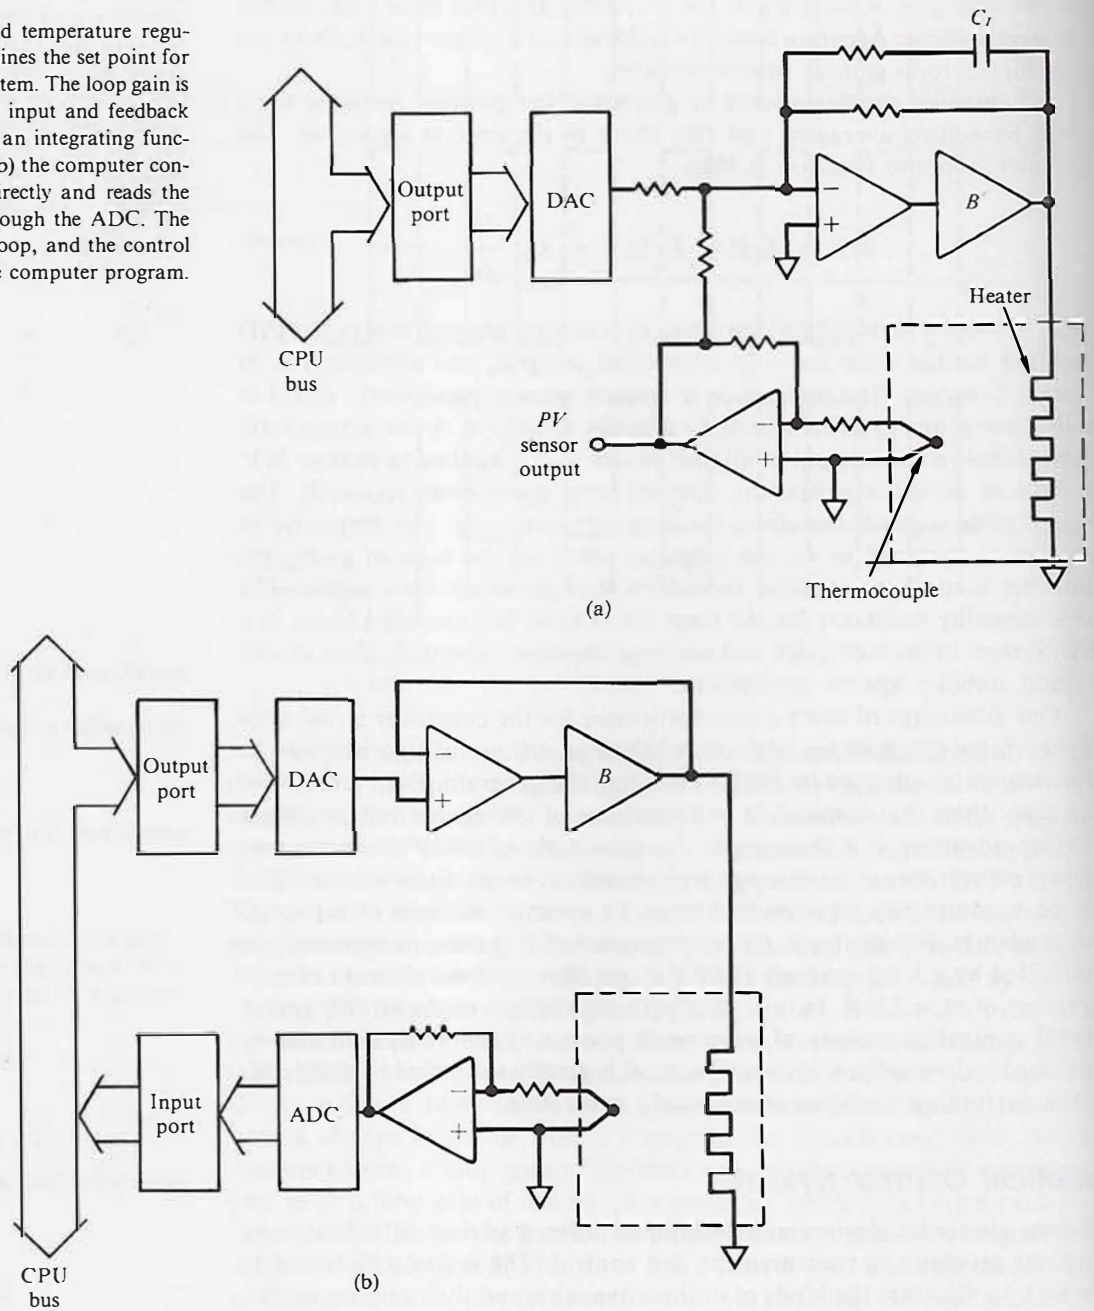 d temperature regu-
ines the set point for
tem. The loop gain is
input and feedback
an integrating func-
o) the computer con-
irectly and reads the
ough the ADC. The
oop, and the control
e computer program.
C₁
Output
port
DAC
−
+
B
CPU
bus
Heater
PV
sensor
output
−
+
Thermocouple
(a)
Output
port
DAC
−
+
B
Input
port
ADC
−
+
CPU
bus
(b)